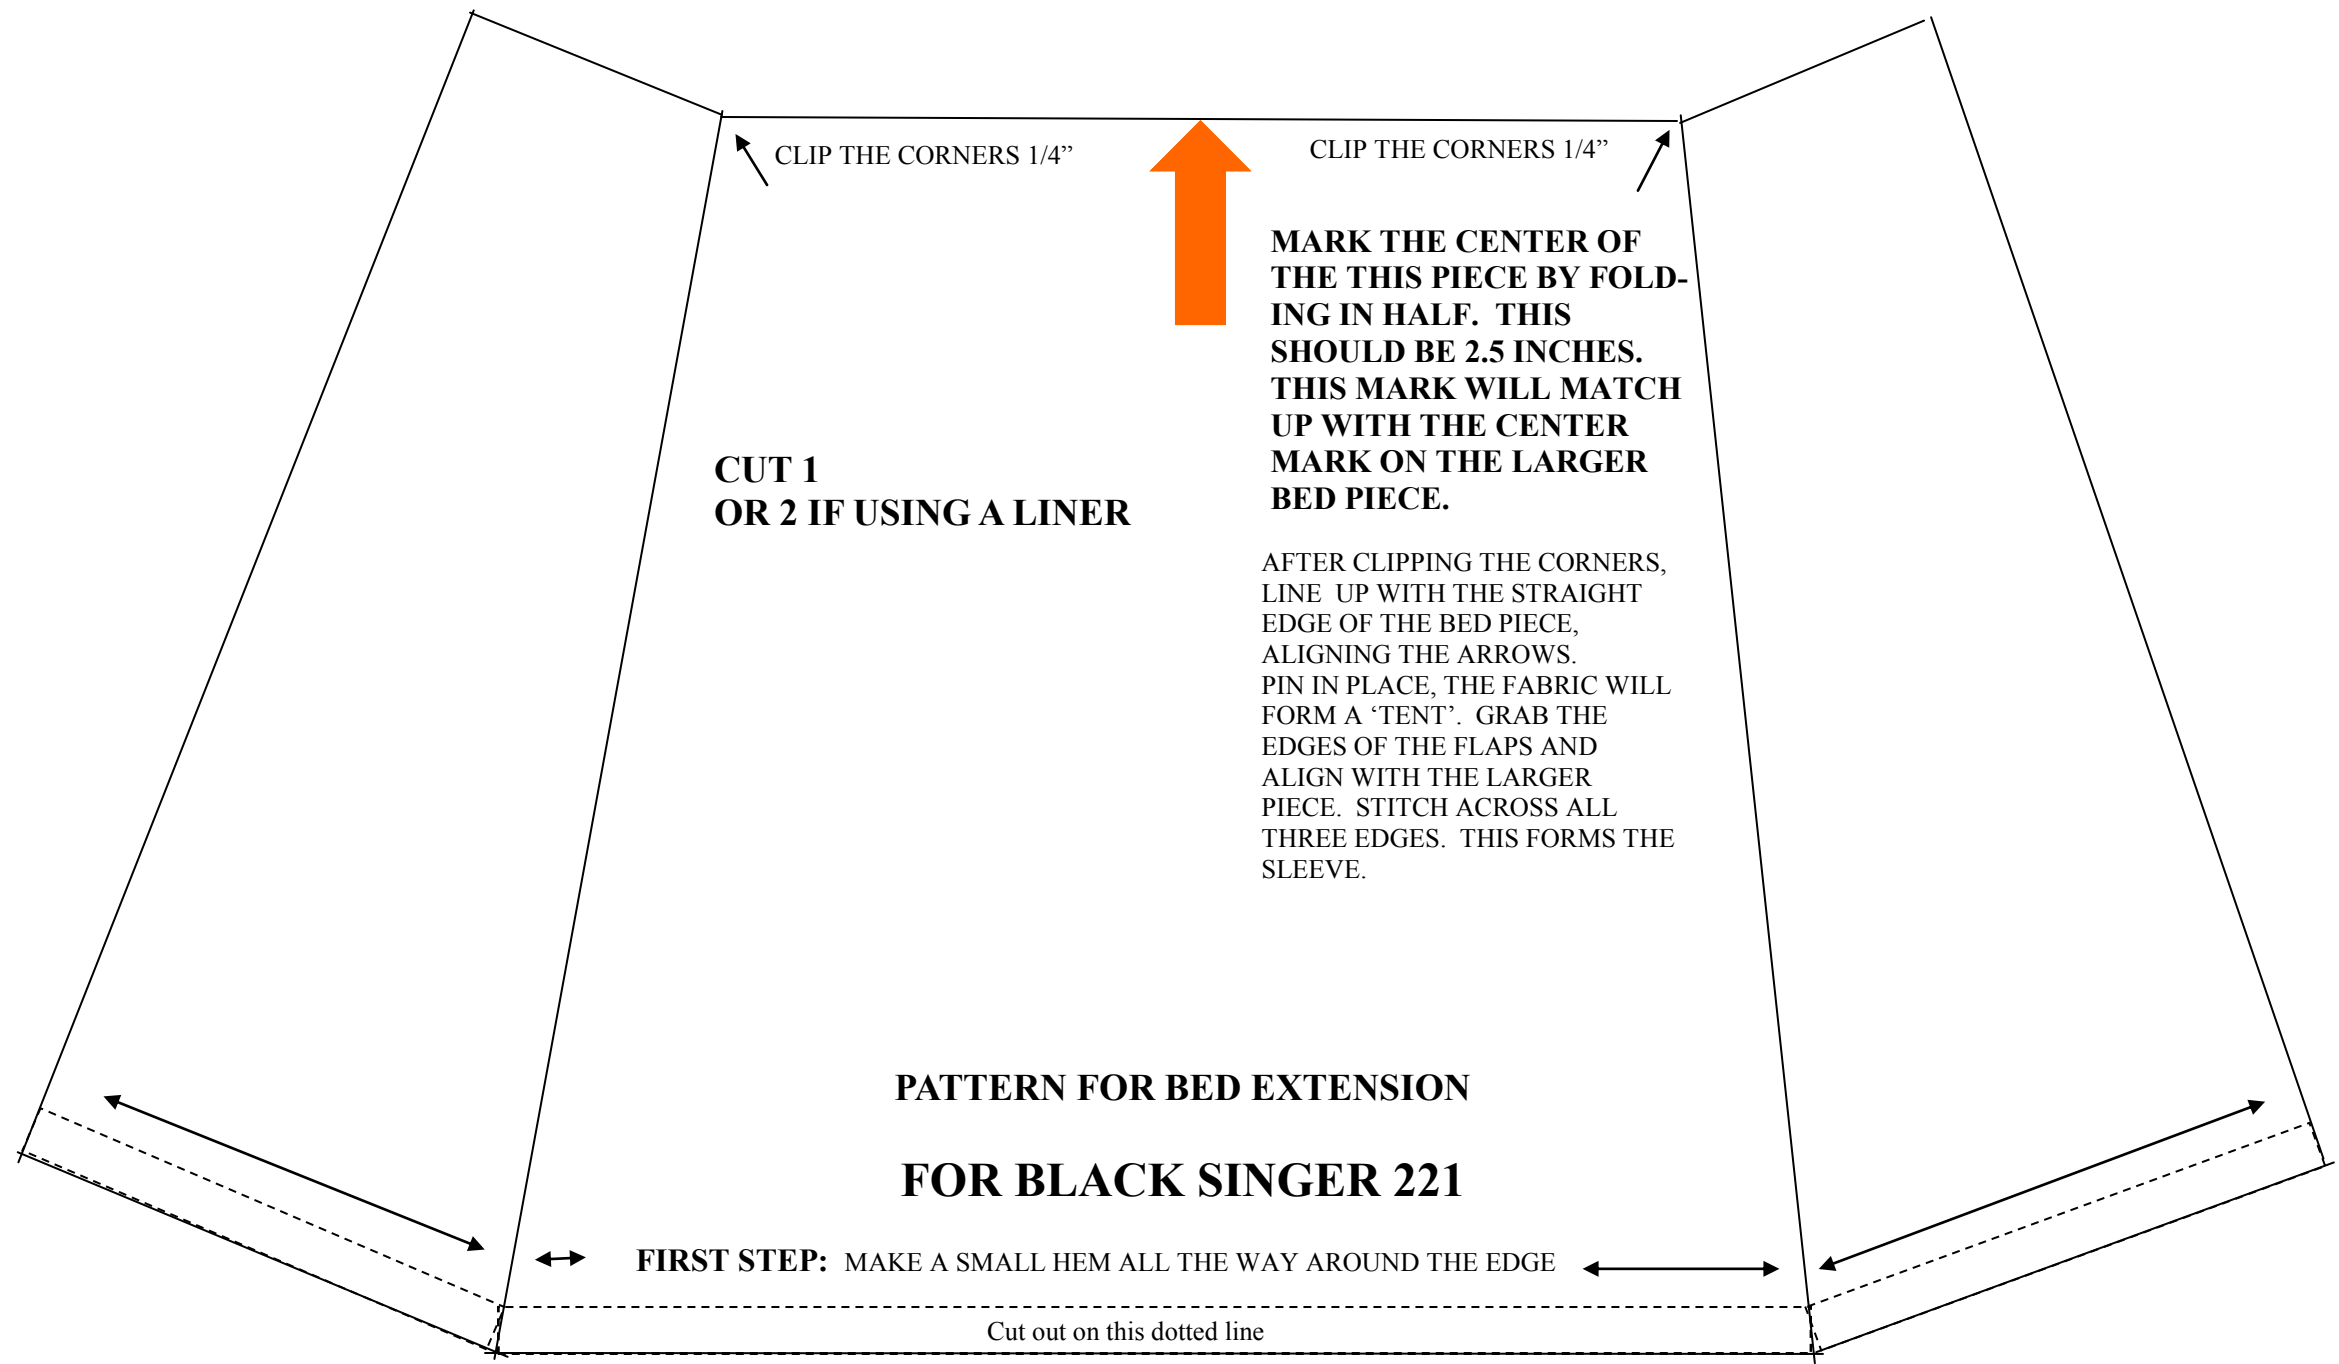 CLIP THE CORNERS 1/4”
CLIP THE CORNERS 1/4”
MARK THE CENTER OF
THE THIS PIECE BY FOLD-
ING IN HALF.  THIS
SHOULD BE 2.5 INCHES.
THIS MARK WILL MATCH
UP WITH THE CENTER
MARK ON THE LARGER
BED PIECE.
CUT 1
OR 2 IF USING A LINER
AFTER CLIPPING THE CORNERS,
LINE  UP WITH THE STRAIGHT
EDGE OF THE BED PIECE,
ALIGNING THE ARROWS.
PIN IN PLACE, THE FABRIC WILL
FORM A ‘TENT’.  GRAB THE
EDGES OF THE FLAPS AND
ALIGN WITH THE LARGER
PIECE.  STITCH ACROSS ALL
THREE EDGES.  THIS FORMS THE
SLEEVE.
PATTERN FOR BED EXTENSION
FOR BLACK SINGER 221
FIRST STEP:  MAKE A SMALL HEM ALL THE WAY AROUND THE EDGE
Cut out on this dotted line